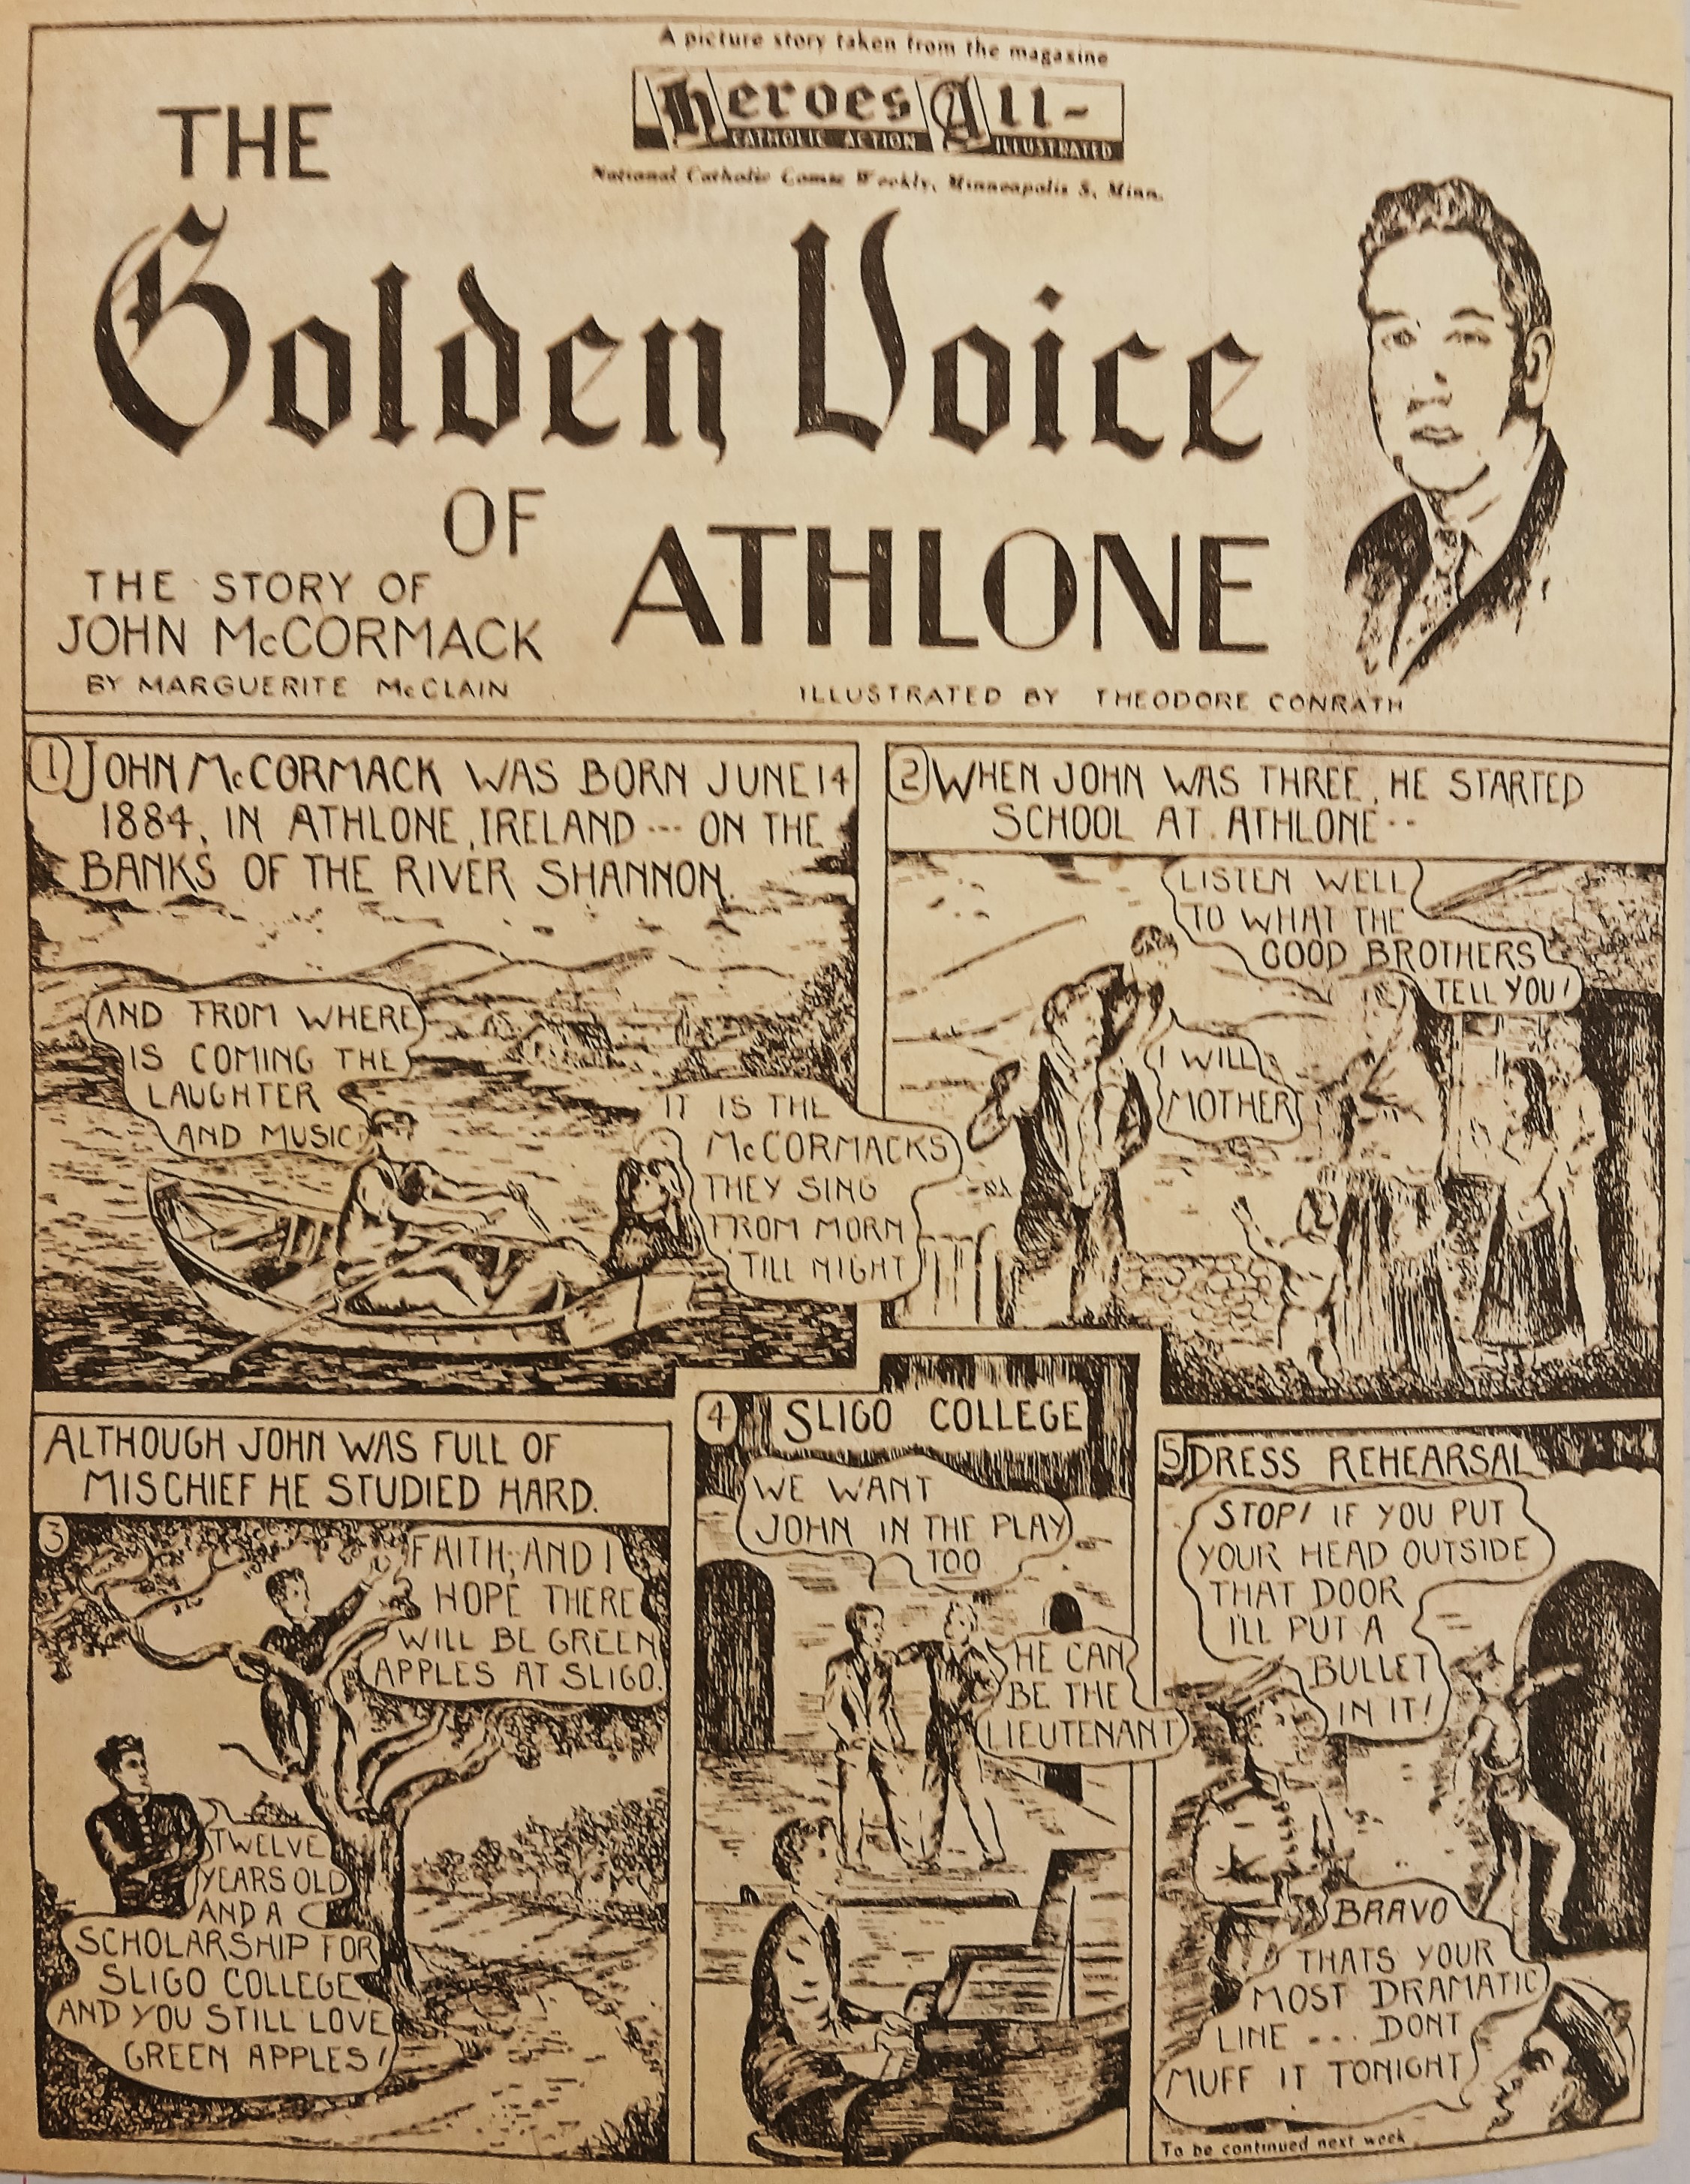 A picture story taken from the magazine
Heroes All-
CATHOLIC ACTION ILLUSTRATED
National Catholic Comic Weekly, Minneapolis 5, Minn.
THE
Golden Voice
OF
ATHLONE
THE STORY OF
JOHN McCORMACK
BY MARGUERITE McCLAIN
ILLUSTRATED BY THEODORE CONRATH
1 JOHN McCORMACK WAS BORN JUNE 14
1884, IN ATHLONE, IRELAND --- ON THE
BANKS OF THE RIVER SHANNON.
AND FROM WHERE
IS COMING THE
LAUGHTER
AND MUSIC
IT IS THE
McCORMACKS
THEY SING
FROM MORN
'TILL NIGHT
2 WHEN JOHN WAS THREE, HE STARTED
SCHOOL AT ATHLONE--
LISTEN WELL
TO WHAT THE
GOOD BROTHERS
TELL YOU!
I WILL
MOTHER
ALTHOUGH JOHN WAS FULL OF
MISCHIEF HE STUDIED HARD.
3
FAITH, AND I
HOPE THERE
WILL BE GREEN
APPLES AT SLIGO.
TWELVE
YEARS OLD
AND A
SCHOLARSHIP FOR
SLIGO COLLEGE
AND YOU STILL LOVE
GREEN APPLES!
4 SLIGO COLLEGE
WE WANT
JOHN IN THE PLAY
TOO
HE CAN
BE THE
LIEUTENANT
5 DRESS REHEARSAL
STOP! IF YOU PUT
YOUR HEAD OUTSIDE
THAT DOOR
I'LL PUT A
BULLET
IN IT!
BRAVO
THATS YOUR
MOST DRAMATIC
LINE --- DONT
MUFF IT TONIGHT
To be continued next week